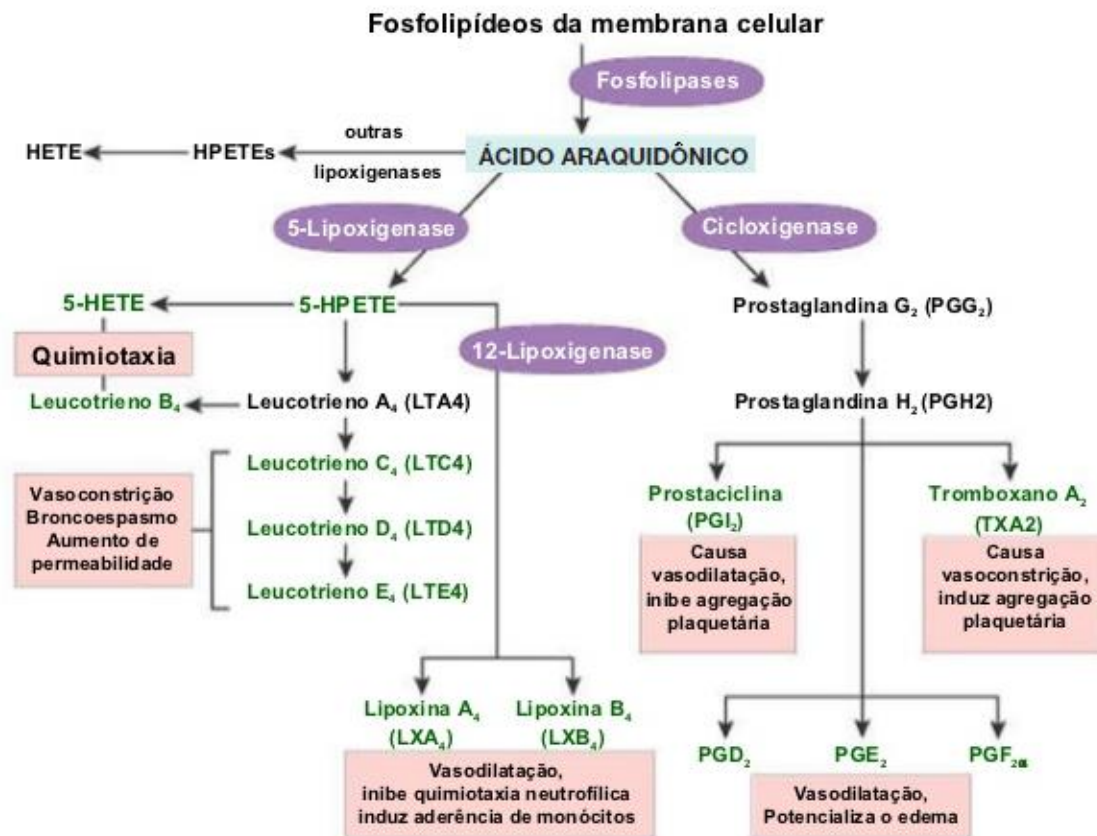 Fosfolipídeos da membrana celular
Fosfolipases
outras
HETE
HPETEs
ÁCIDO ARAQUIDÔNICO
lipoxigenases
5-Lipoxigenase
Cicloxigenase
5-HETE
5-HPETE
Prostaglandina G₂ (PGG₂)
Quimiotaxia
12-Lipoxigenase
Leucotrieno B₄
Leucotrieno A₄ (LTA4)
Prostaglandina H₂ (PGH2)
Leucotrieno C₄ (LTC4)
Vasoconstrição
Broncoespasmo
Aumento de
permeabilidade
Leucotrieno D₄ (LTD4)
Leucotrieno E₄ (LTE4)
Prostaciclina
(PGI₂)
Causa
vasodilatação,
inibe agregação
plaquetária
Tromboxano A₂
(TXA2)
Causa
vasoconstrição,
induz agregação
plaquetária
Lipoxina A₄
(LXA₄)
Lipoxina B₄
(LXB₄)
Vasodilatação,
inibe quimiotaxia neutrofílica
induz aderência de monócitos
PGD₂
PGE₂
PGF₂α
Vasodilatação,
Potencializa o edema